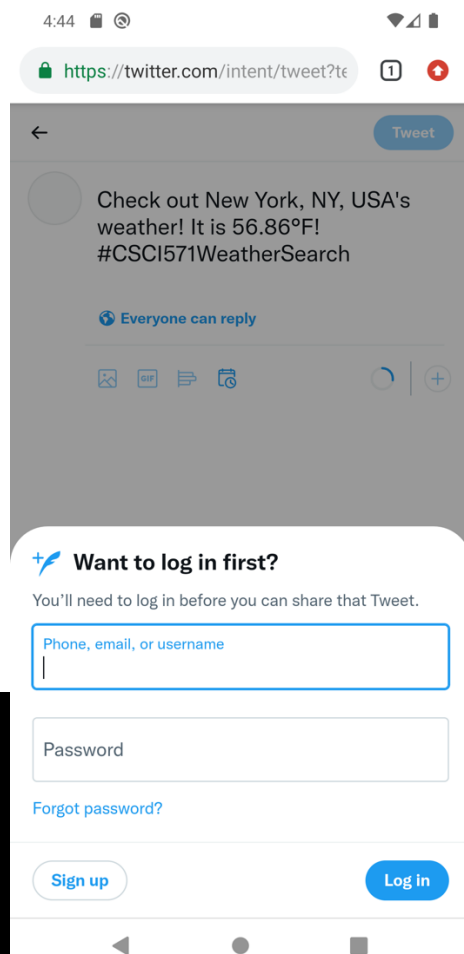 4:44
https://twitter.com/intent/tweet?te
1
Tweet
Check out New York, NY, USA's
weather! It is 56.86°F!
#CSCI571WeatherSearch
Everyone can reply
GIF
Want to log in first?
You'll need to log in before you can share that Tweet.
Phone, email, or username
Password
Forgot password?
Sign up
Log in